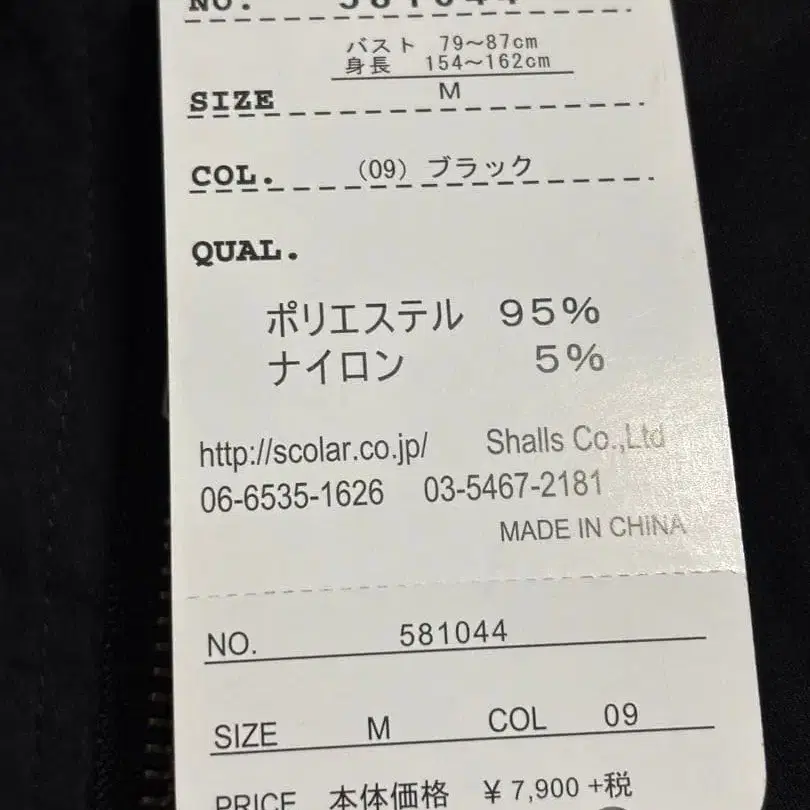 NO. 581044
バスト 79～87cm
身長 154～162cm
SIZE M
COL. (09) ブラック
QUAL.
ポリエステル 95%
ナイロン 5%
http://scolar.co.jp/ Shalls Co.,Ltd
06-6535-1626 03-5467-2181
MADE IN CHINA
NO. 581044
SIZE M COL 09
PRICE 本体価格 ¥7,900+税